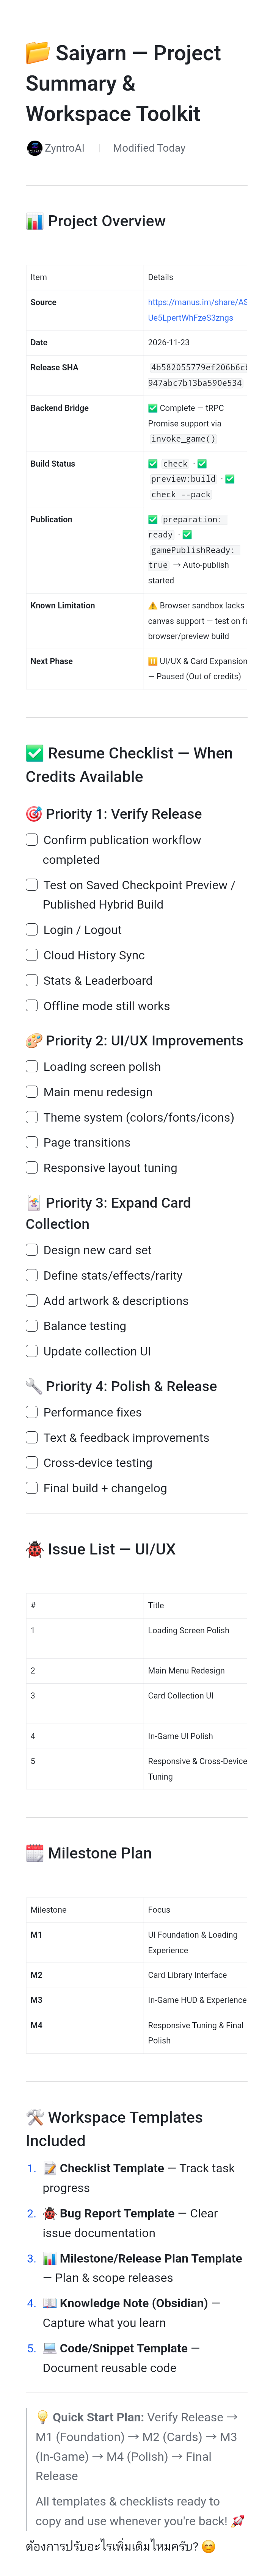 📂 Saiyarn — Project
Summary &
Workspace Toolkit
ZyntroAI | Modified Today
📊 Project Overview
Item Details
Source https://manus.im/share/AS
Ue5LpertWhFzeS3zngs
Date 2026-11-23
Release SHA 4b582055779ef206b6cb
947abc7b13ba590e534
Backend Bridge ✅ Complete — tRPC
Promise support via
invoke_game()
Build Status ✅ check · ✅
preview:build · ✅
check --pack
Publication ✅ preparation:
ready · ✅
gamePublishReady:
true → Auto-publish
started
Known Limitation ⚠️ Browser sandbox lacks
canvas support — test on fu
browser/preview build
Next Phase ⏸️ UI/UX & Card Expansion
— Paused (Out of credits)
✅ Resume Checklist — When
Credits Available
🎯 Priority 1: Verify Release
Confirm publication workflow
completed
Test on Saved Checkpoint Preview /
Published Hybrid Build
Login / Logout
Cloud History Sync
Stats & Leaderboard
Offline mode still works
🎨 Priority 2: UI/UX Improvements
Loading screen polish
Main menu redesign
Theme system (colors/fonts/icons)
Page transitions
Responsive layout tuning
🃏 Priority 3: Expand Card
Collection
Design new card set
Define stats/effects/rarity
Add artwork & descriptions
Balance testing
Update collection UI
🔧 Priority 4: Polish & Release
Performance fixes
Text & feedback improvements
Cross-device testing
Final build + changelog
🐞 Issue List — UI/UX
# Title
1 Loading Screen Polish
2 Main Menu Redesign
3 Card Collection UI
4 In-Game UI Polish
5 Responsive & Cross-Device
Tuning
🗓️ Milestone Plan
Milestone Focus
M1 UI Foundation & Loading
Experience
M2 Card Library Interface
M3 In-Game HUD & Experience
M4 Responsive Tuning & Final
Polish
🛠️ Workspace Templates
Included
1. 📝 Checklist Template — Track task
progress
2. 🐞 Bug Report Template — Clear
issue documentation
3. 📊 Milestone/Release Plan Template
— Plan & scope releases
4. 📖 Knowledge Note (Obsidian) —
Capture what you learn
5. 💻 Code/Snippet Template —
Document reusable code
💡 Quick Start Plan: Verify Release →
M1 (Foundation) → M2 (Cards) → M3
(In-Game) → M4 (Polish) → Final
Release
All templates & checklists ready to
copy and use whenever you're back! 🚀
ต้องการปรับอะไรเพิ่มเติมไหมครับ? 😊